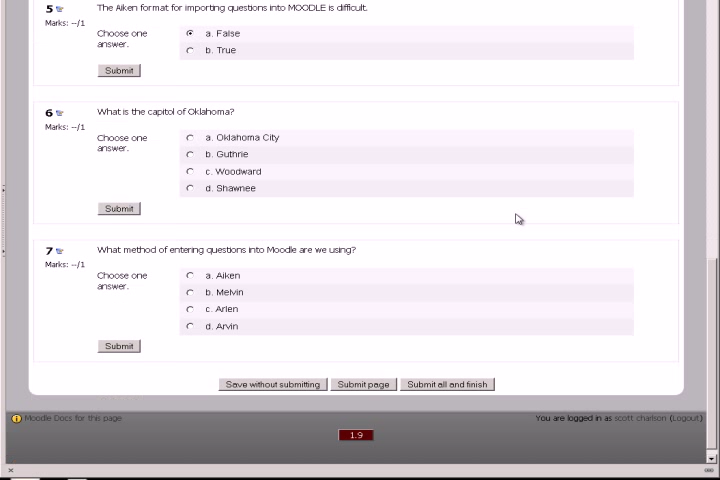 5 The Aiken format for importing questions into MOODLE is difficult.
Marks: --/1
Choose one answer.
a. False
b. True
Submit
6 What is the capitol of Oklahoma?
Marks: --/1
Choose one answer.
a. Oklahoma City
b. Guthrie
c. Woodward
d. Shawnee
Submit
7 What method of entering questions into Moodle are we using?
Marks: --/1
Choose one answer.
a. Aiken
b. Melvin
c. Arlen
d. Arvin
Submit
Save without submitting Submit page Submit all and finish
Moodle Docs for this page
You are logged in as scott charlson (Logout)
1.9